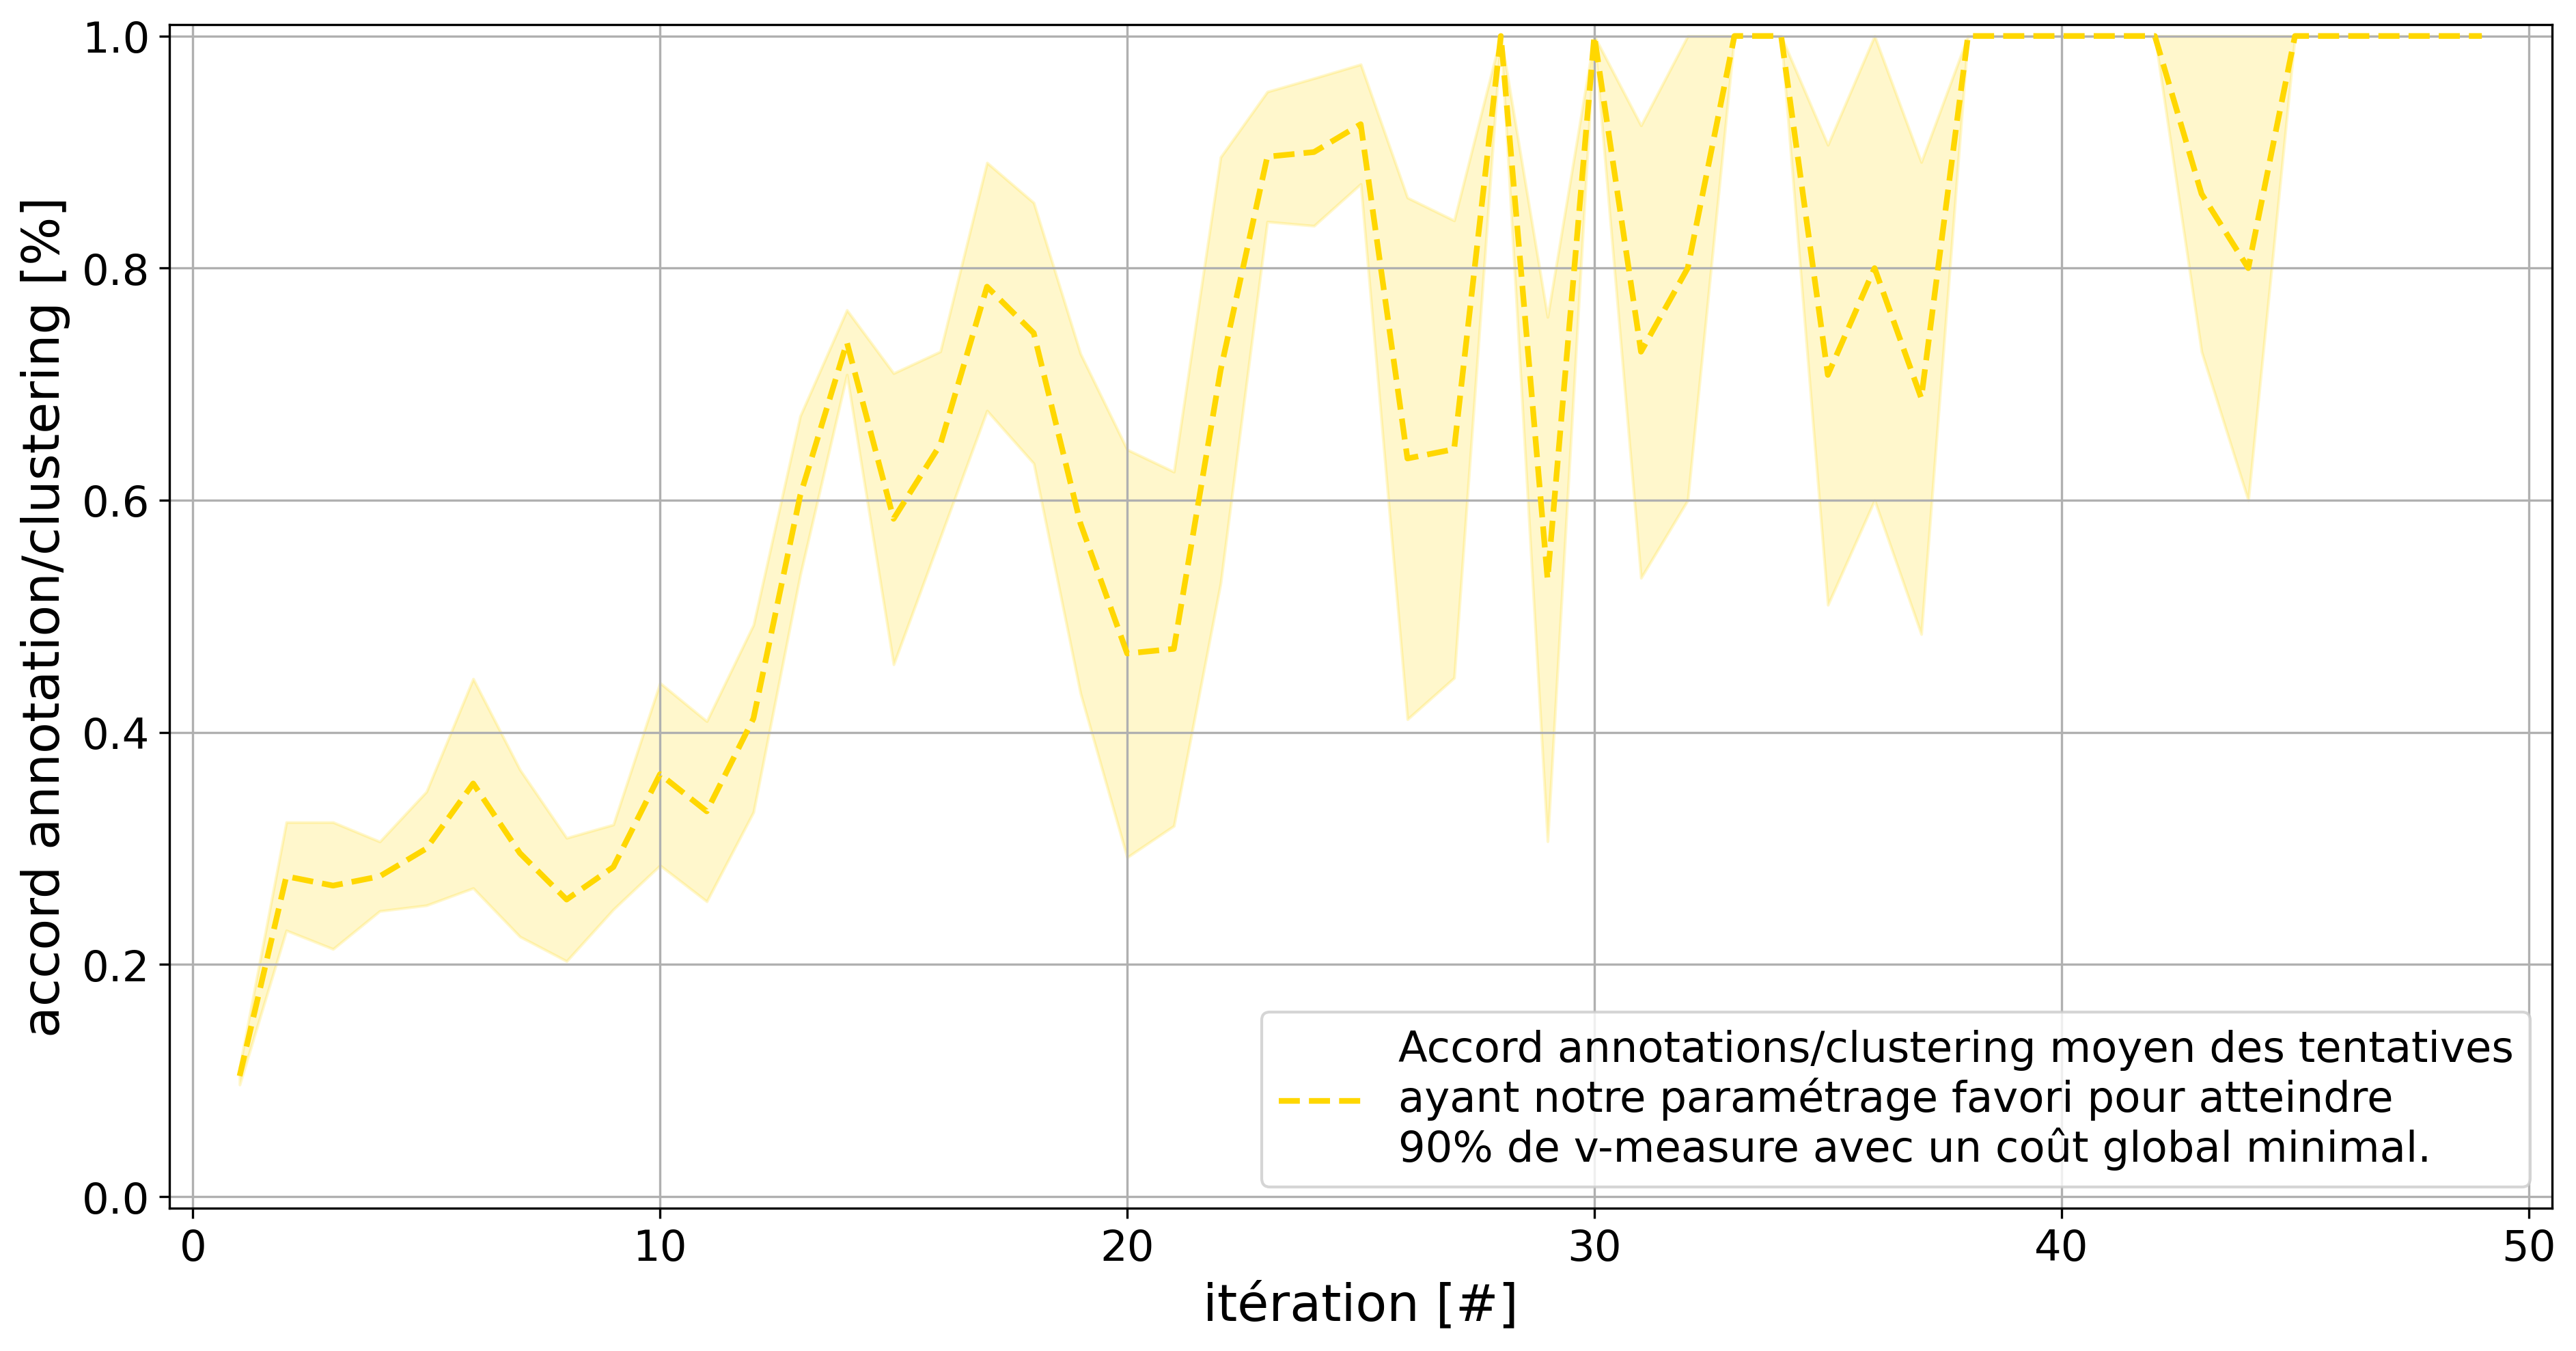 1.0
0.8
0.6
0.4
0.2
0.0
accord annotation/clustering [%]
0 10 20 30 40 50
itération [#]
Accord annotations/clustering moyen des tentatives
ayant notre paramétrage favori pour atteindre
90% de v-measure avec un coût global minimal.